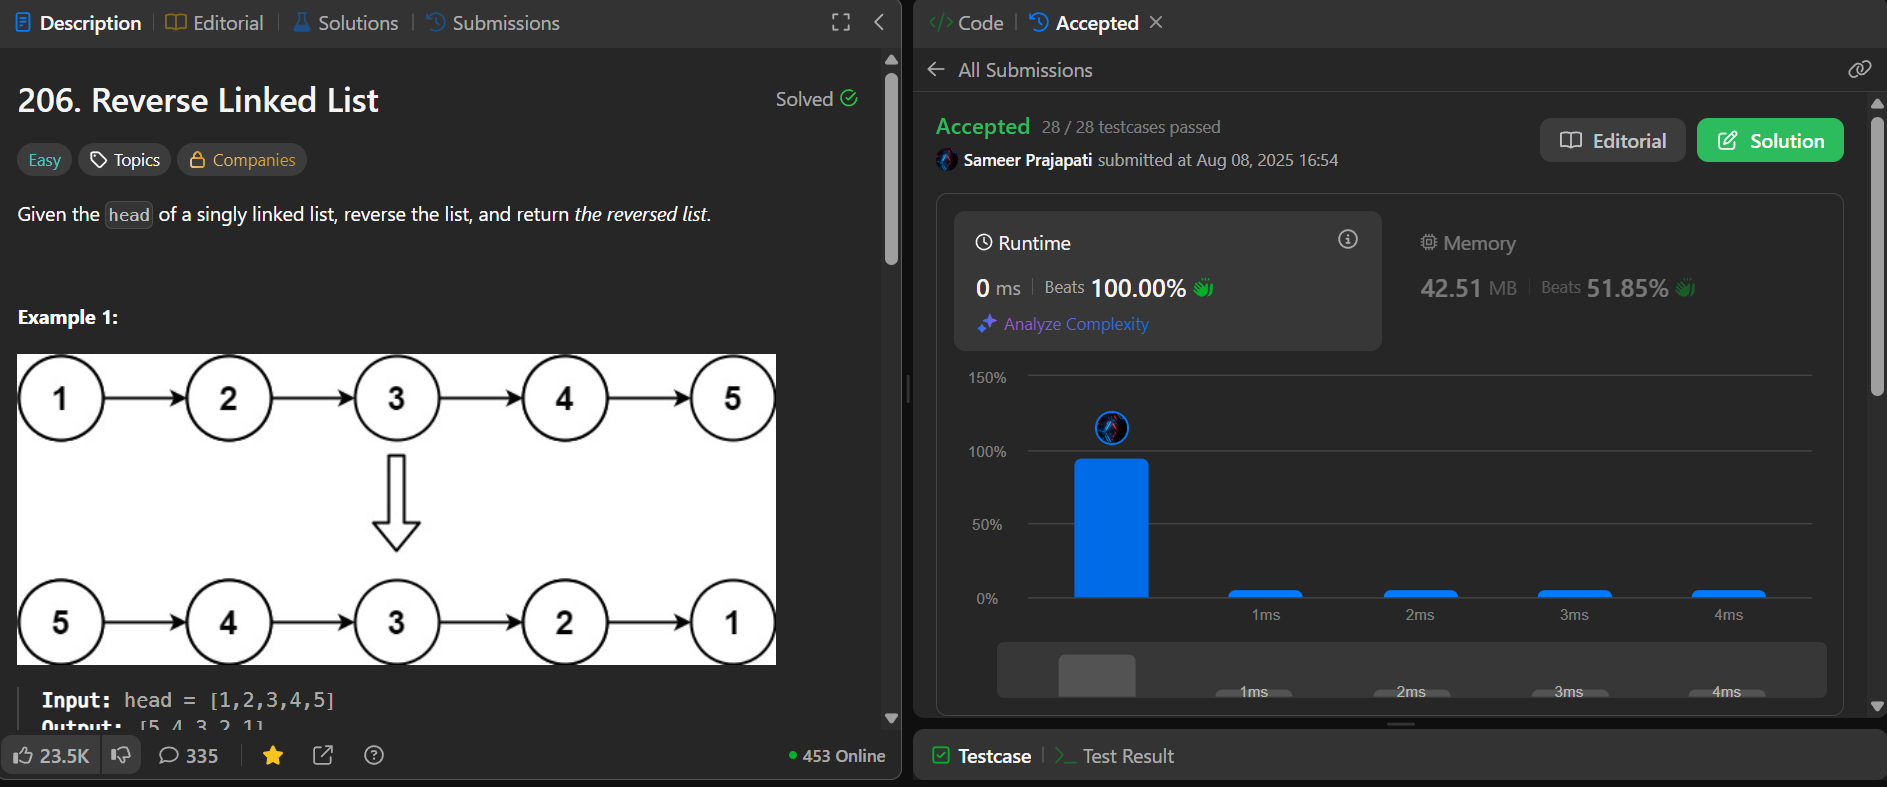 Description
Editorial
Solutions
Submissions
206. Reverse Linked List
Solved
Easy
Topics
Companies
Given the head of a singly linked list, reverse the list, and return the reversed list.
Example 1:
1 2 3 4 5
5 4 3 2 1
Input: head = [1,2,3,4,5]
Output: [5,4,3,2,1]
23.5K
335
453 Online
Code
Accepted
All Submissions
Accepted 28 / 28 testcases passed
Sameer Prajapati submitted at Aug 08, 2025 16:54
Editorial
Solution
Runtime
0 ms Beats 100.00%
Analyze Complexity
Memory
42.51 MB Beats 51.85%
150%
100%
50%
0%
1ms 2ms 3ms 4ms
1ms 2ms 3ms 4ms
Testcase
Test Result